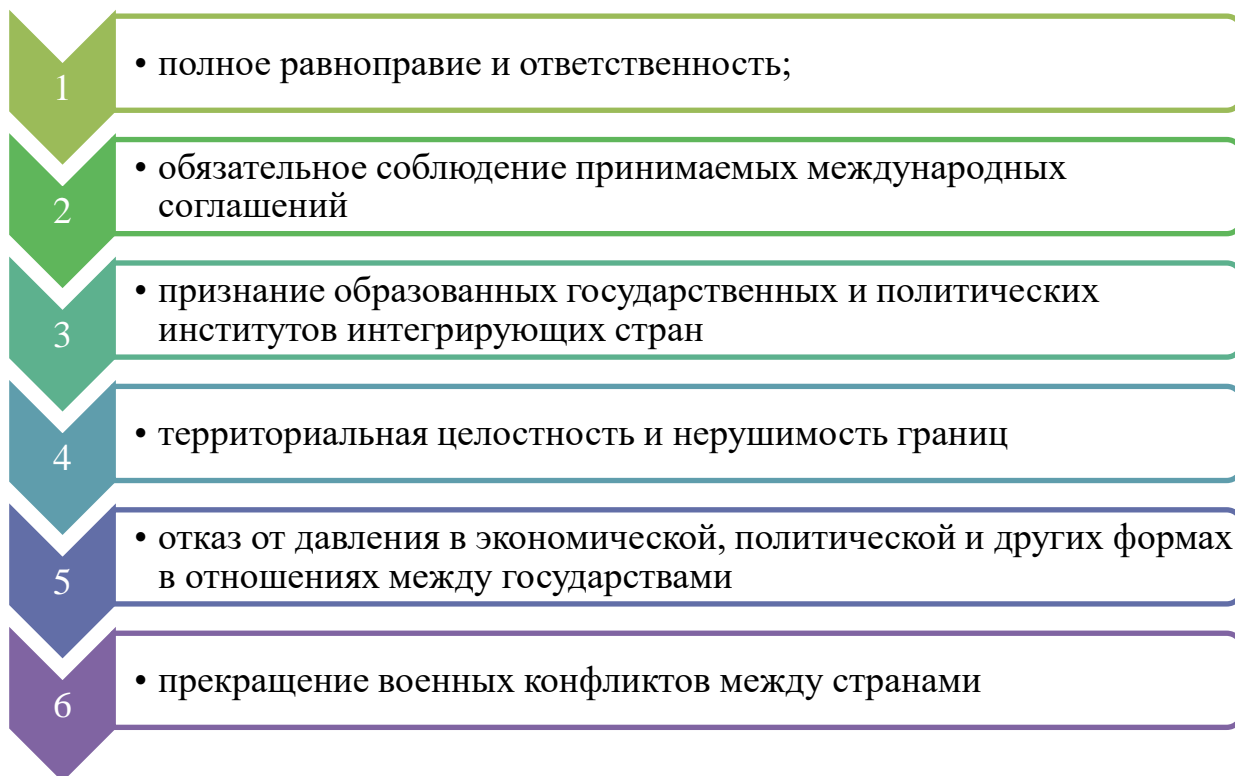 1
• полное равноправие и ответственность;
2
• обязательное соблюдение принимаемых международных
соглашений
3
• признание образованных государственных и политических
институтов интегрирующих стран
4
• территориальная целостность и нерушимость границ
5
• отказ от давления в экономической, политической и других формах
в отношениях между государствами
6
• прекращение военных конфликтов между странами